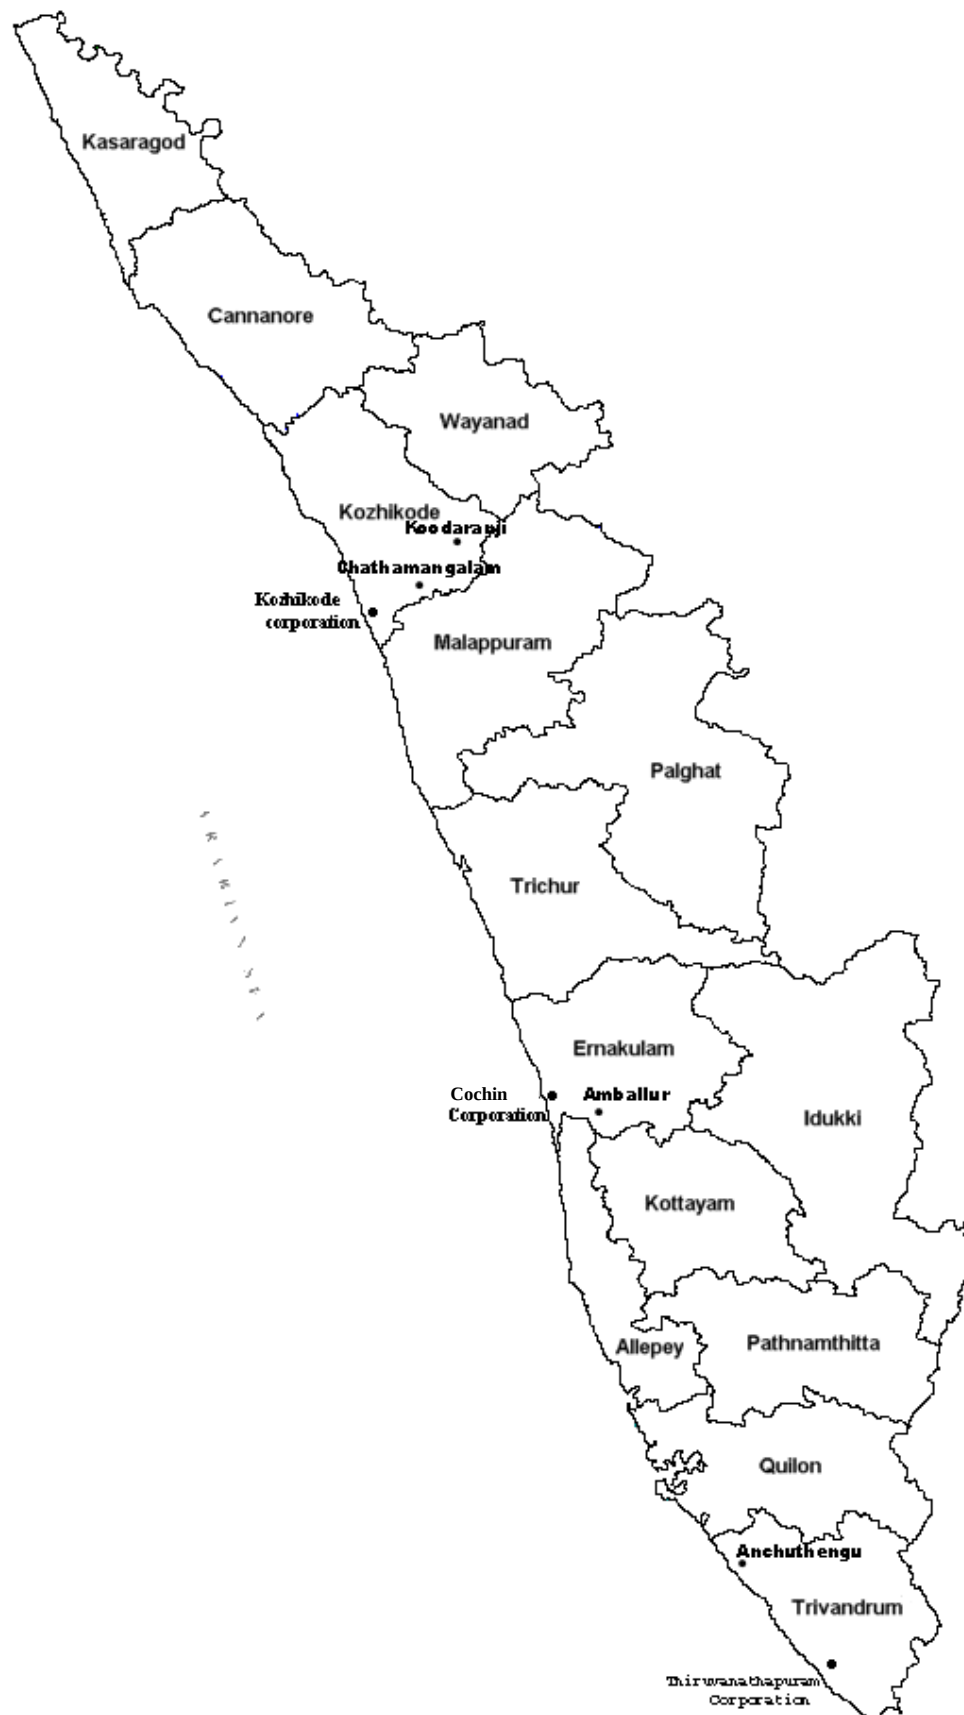 Kasaragod
Cannanore
Wayanad
Kozhikode
Koodaranji
Chathamangalam
Kozhikode
corporation
Malappuram
Palghat
Trichur
Ernakulam
Cochin
Corporation
Amballur
Idukki
Kottayam
Allepey
Pathnamthitta
Quilon
Anchuthengu
Trivandrum
Thiruvanathapuram
Corporation